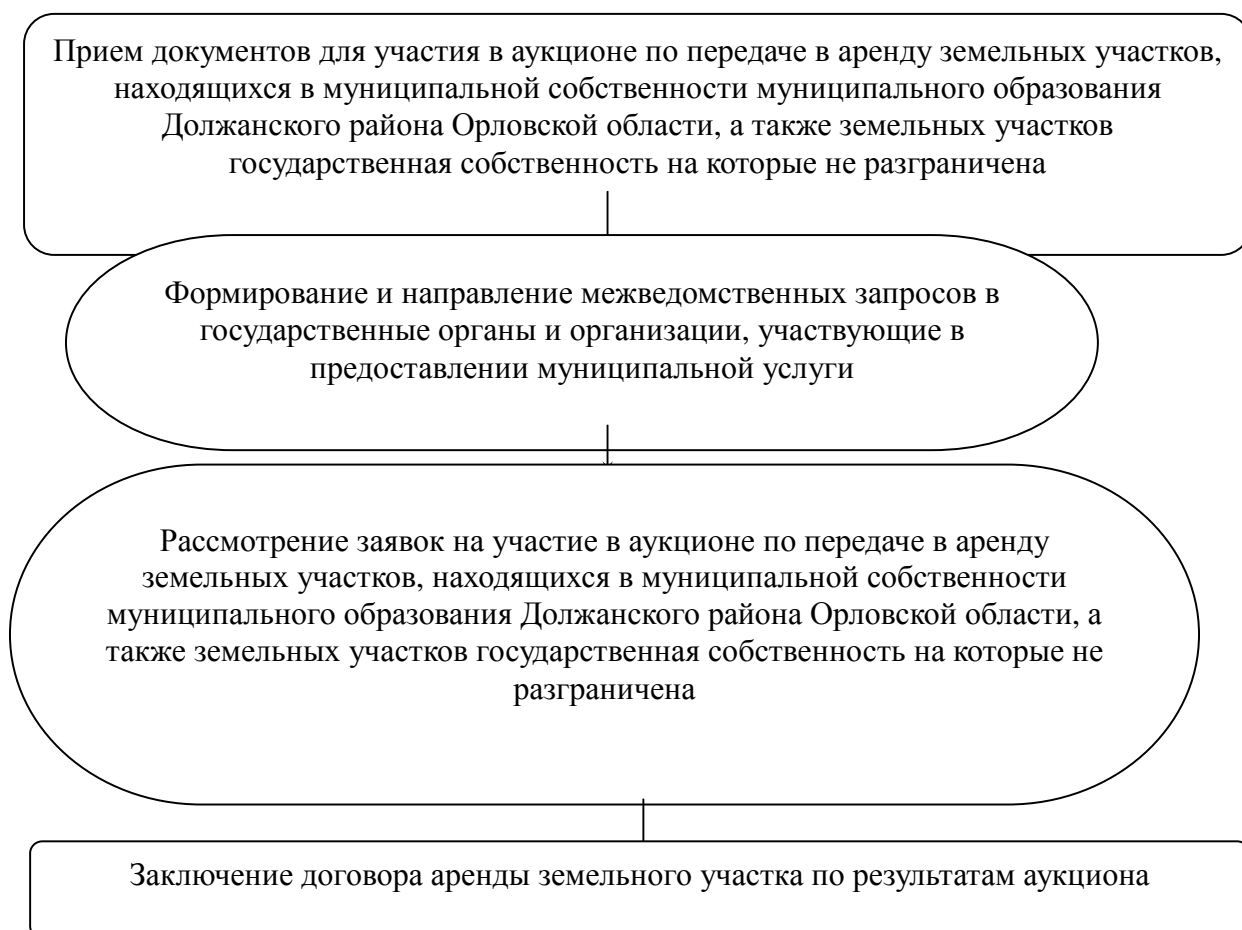 Прием документов для участия в аукционе по передаче в аренду земельных участков,
находящихся в муниципальной собственности муниципального образования
Должанского района Орловской области, а также земельных участков
государственная собственность на которые не разграничена
Формирование и направление межведомственных запросов в
государственные органы и организации, участвующие в
предоставлении муниципальной услуги
Рассмотрение заявок на участие в аукционе по передаче в аренду
земельных участков, находящихся в муниципальной собственности
муниципального образования Должанского района Орловской области, а
также земельных участков государственная собственность на которые не
разграничена
Заключение договора аренды земельного участка по результатам аукциона